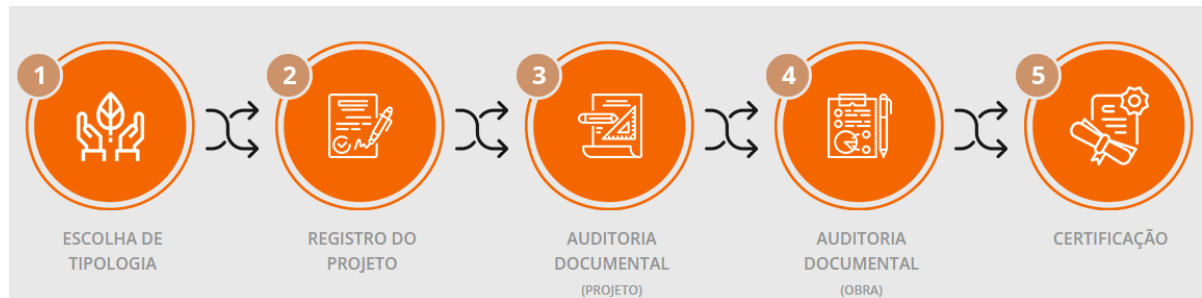 1
ESCOLHA DE
TIPOLOGIA
2
REGISTRO DO
PROJETO
3
AUDITORIA
DOCUMENTAL
(PROJETO)
4
AUDITORIA
DOCUMENTAL
(OBRA)
5
CERTIFICAÇÃO